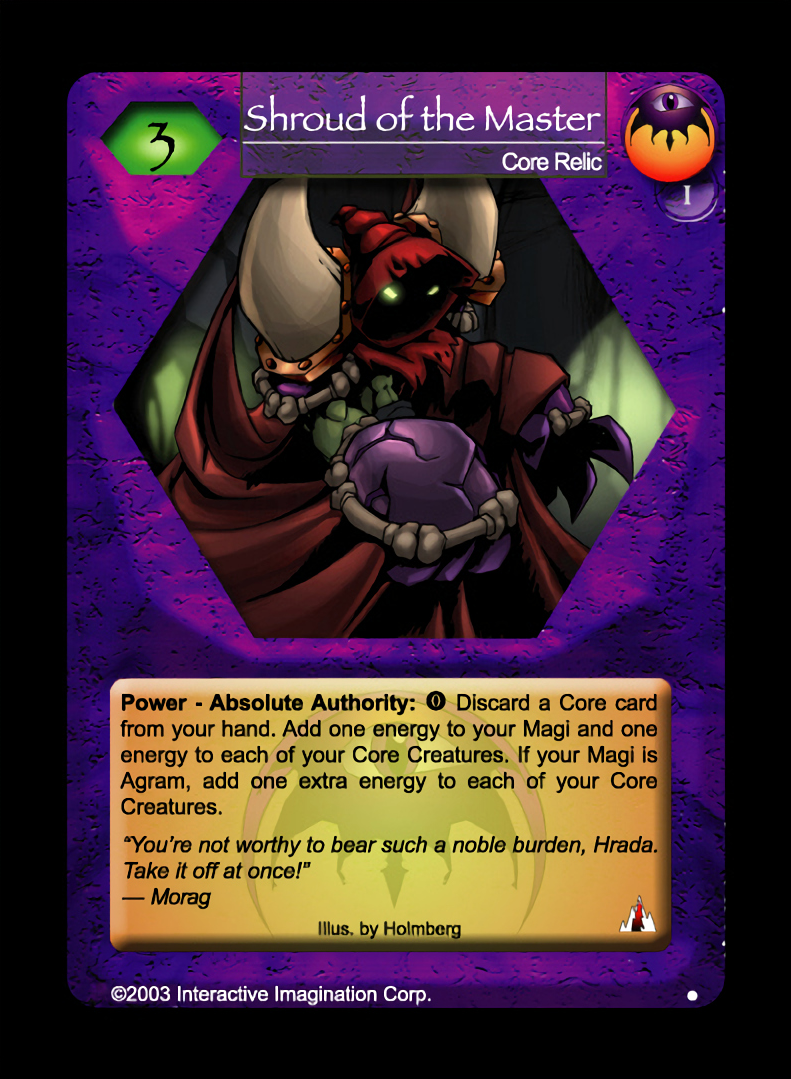 3
Shroud of the Master
Core Relic
I
Power - Absolute Authority: 0 Discard a Core card
from your hand. Add one energy to your Magi and one
energy to each of your Core Creatures. If your Magi is
Agram, add one extra energy to each of your Core
Creatures.
“You’re not worthy to bear such a noble burden, Hrada.
Take it off at once!”
— Morag
Illus. by Holmberg
©2003 Interactive Imagination Corp.